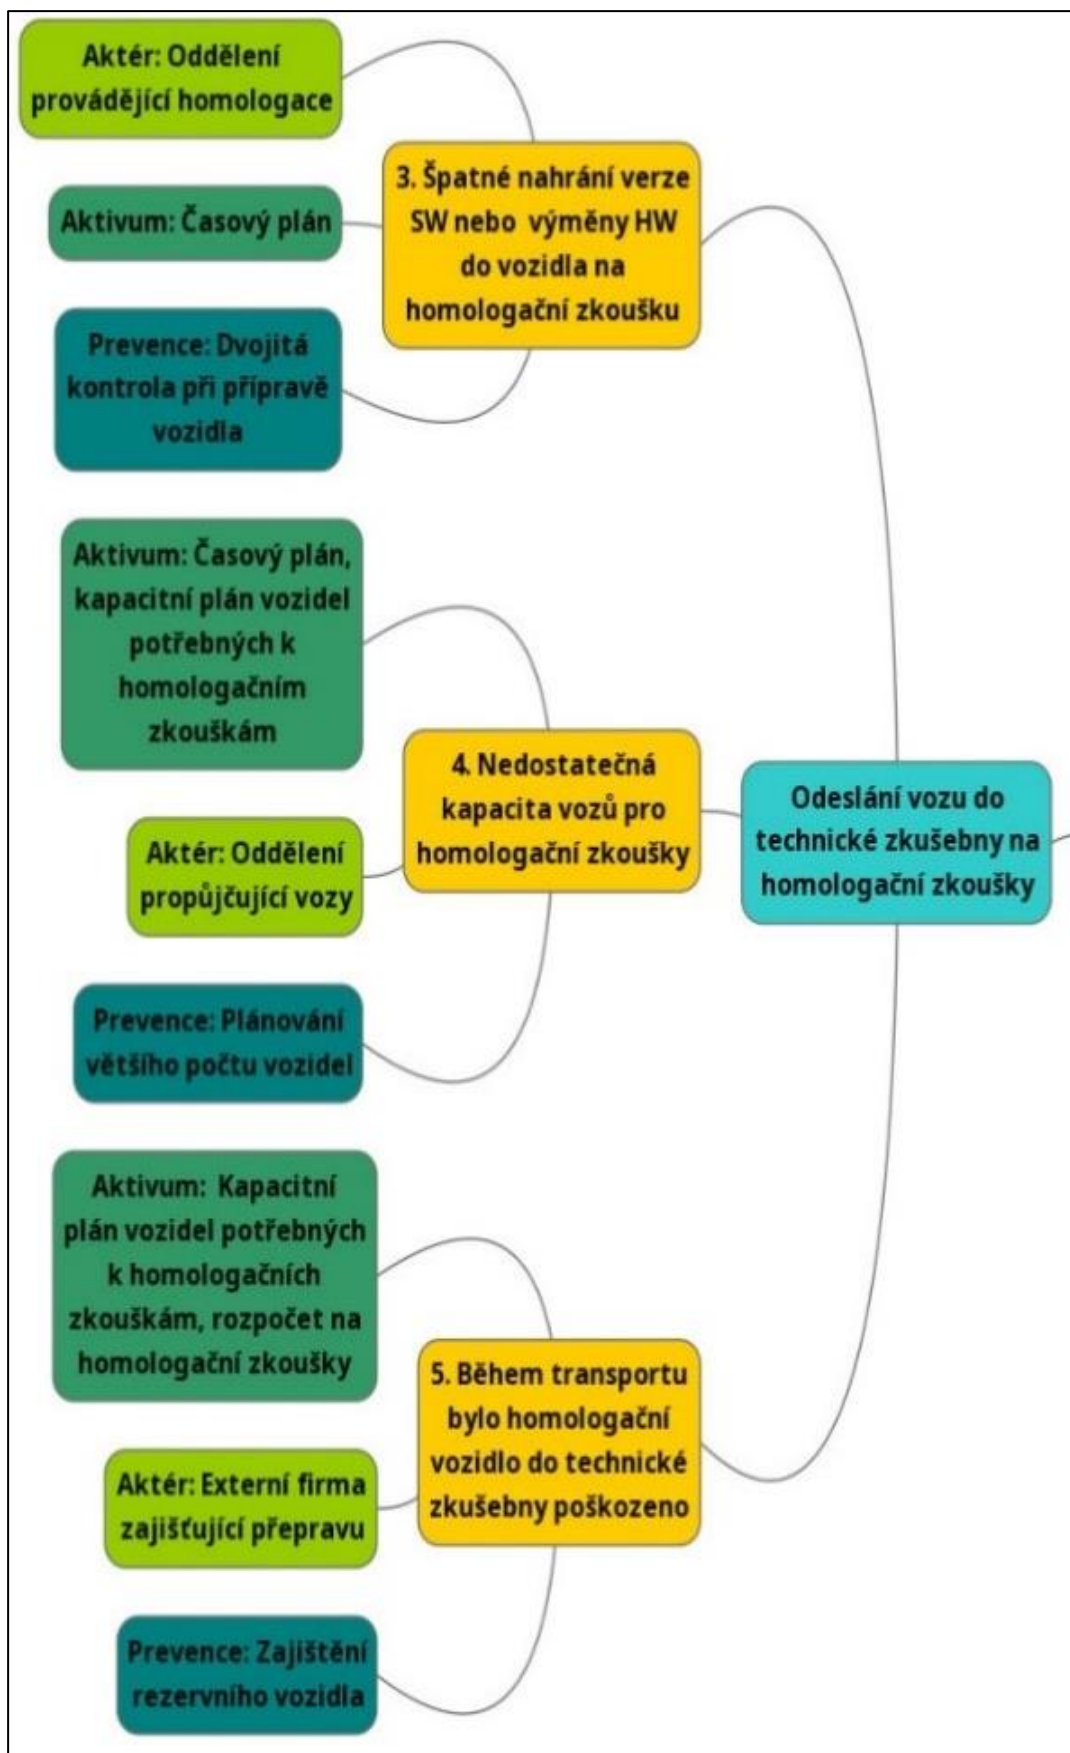 Aktér: Oddělení
provádějící homologace
Aktivum: Časový plán
Prevence: Dvojitá
kontrola při přípravě
vozidla
3. Špatné nahrání verze
SW nebo výměny HW
do vozidla na
homologační zkoušku
Aktivum: Časový plán,
kapacitní plán vozidel
potřebných k
homologačním
zkouškám
Aktér: Oddělení
propůjčující vozy
Prevence: Plánování
většího počtu vozidel
4. Nedostatečná
kapacita vozů pro
homologační zkoušky
Odeslání vozu do
technické zkušebny na
homologační zkoušky
Aktivum: Kapacitní
plán vozidel potřebných
k homologačních
zkouškám, rozpočet na
homologační zkoušky
Aktér: Externí firma
zajišťující přepravu
Prevence: Zajištění
rezervního vozidla
5. Během transportu
bylo homologační
vozidlo do technické
zkušebny poškozeno